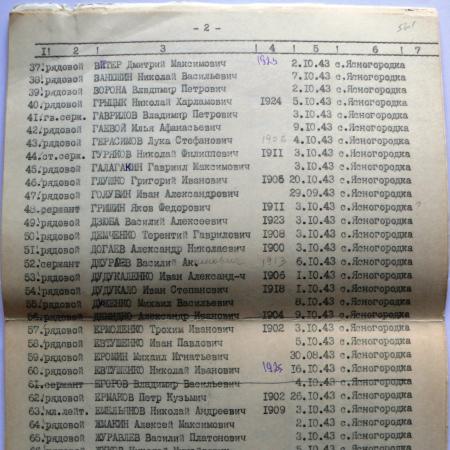 - 2 -
1! 2 ! 3 ! 4 ! 5 ! 6 ! 7
37!рядовой ВИТЕР Дмитрий Максимович 1925 2.10.43 с.Ясногородка
38!рядовой ВАНЮШИН Николай Васильевич 7.10.43 с.Ясногородка
39!рядовой ВОРОНА Владимир Петрович 2.10.43 с.Ясногородка
40!рядовой ГРЫЦЫК Николай Харламович 1924 5.10.43 с.Ясногородка
41!гв.серж. ГАВРИЛОВ Владимир Петрович 3.10.43 с.Ясногородка
42!рядовой ГАЕВОЙ Илья Афанасьевич 9.10.43 с.Ясногородка
43!рядовой ГЕРАСИМОВ Лука Стефанович 4.10.43 с.Ясногородка
44!ст.серж. ГУРЯКОВ Николай Филиппович 1911 3.10.43 с.Ясногородка
45!рядовой ГАЛАГАКИН Гавриил Максимович 3.10.43 с.Ясногородка
46!рядовой ГЛУШКО Григорий Иванович 1905 20.10.43 с.Ясногородка
47!рядовой ГОЛУБИН Иван Александрович 29.09.43 с.Ясногородка
48.сержант ГРИШИН Яков Федорович 1911 3.10.43 с.Ясногородка ?
49.рядовой ДЗЮБА Василий Алексеевич 1923 3.10.43 с.Ясногородка
50!рядовой ДЕМЧЕНКО Терентий Гаврилович 1908 3.10.43 с.Ясногородка
51!рядовой ДОГАЕВ Александр Николаевич 1900 3.10.43 с.Ясногородка
52.сержант Василий 1913 6.10.43 с.Ясногородка
53.рядовой ДУДУКАЛЕНКО Иван Александ-ч 1906 1.10.43 с.Ясногородка
54.рядовой ДУДУКАЛО Иван Степанович 1918 1.10.43 с.Ясногородка
55!рядовой Михаил Васильевич 8.10.43 с.Ясногородка
56!рядовой Александр Иванович 1904 9.10.43 с.Ясногородка
57.рядовой ЕРМОЛЕНКО Трохим Иванович 1902 3.10.43 с.Ясногородка
58.рядовой ЕВТУШЕНКО Иван Павлович 5.10.43 с.Ясногородка
59.рядовой ЕРОМИН Михаил Игнатьевич 30.08.43 с.Ясногородка
60.рядовой ЕВТУШЕНКО Николай Иванович 1925 16.10.43 с.Ясногородка
61.сержант ЕГОРОВ Владимир Васильевич 4.10.43 с.Ясногородка
62!рядовой ЕРМАКОВ Петр Кузьмич 1902 26.10.43 с.Ясногородка
63!мл.лейт. ЕМЕЛЬЯНОВ Николай Андреевич 1909 3.10.43 с.Ясногородка
64.рядовой ЖМАКИН Алексей Максимович 2.10.43 с.Ясногородка
65.рядовой ЖУРАВЛЕВ Василий Платонович 3.10.43 с.Ясногородка